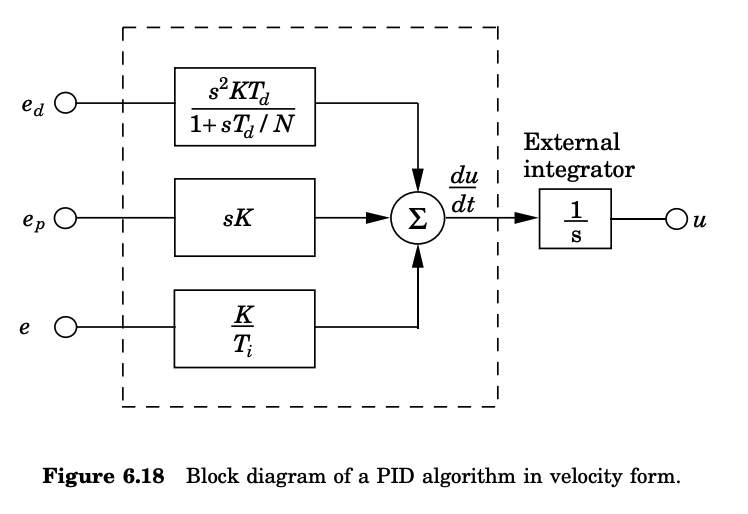 e_d
s²KT_d
1+ sT_d / N
External
integrator
du
dt
e_p
sK
Σ
1
s
u
e
K
T_i
Figure 6.18 Block diagram of a PID algorithm in velocity form.